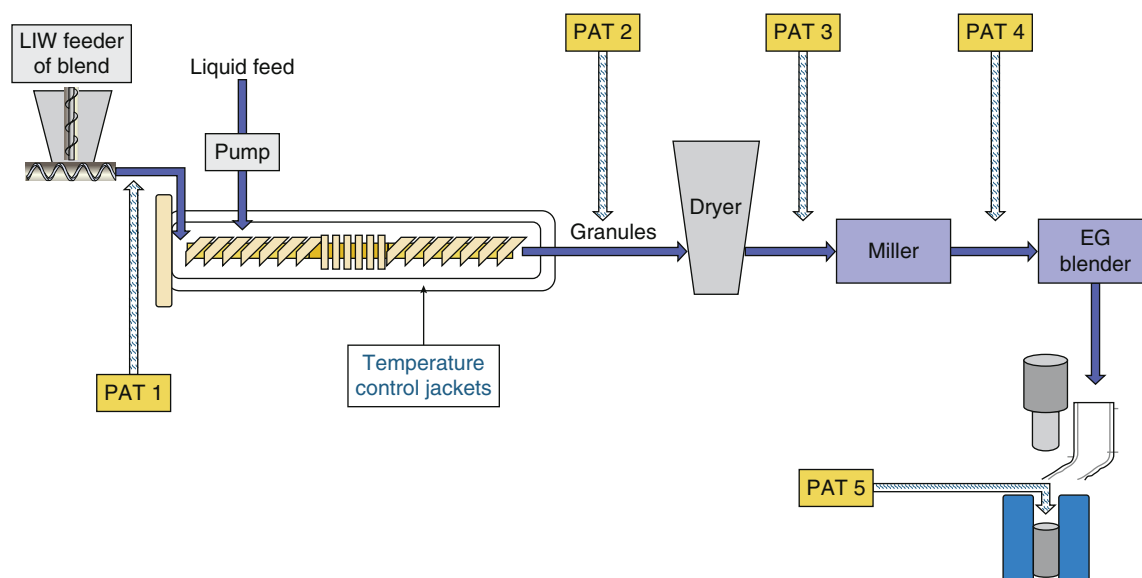 LIW feeder
of blend
Liquid feed
Pump
PAT 2
PAT 3
PAT 4
Dryer
Granules
Miller
EG
blender
Temperature
control jackets
PAT 1
PAT 5